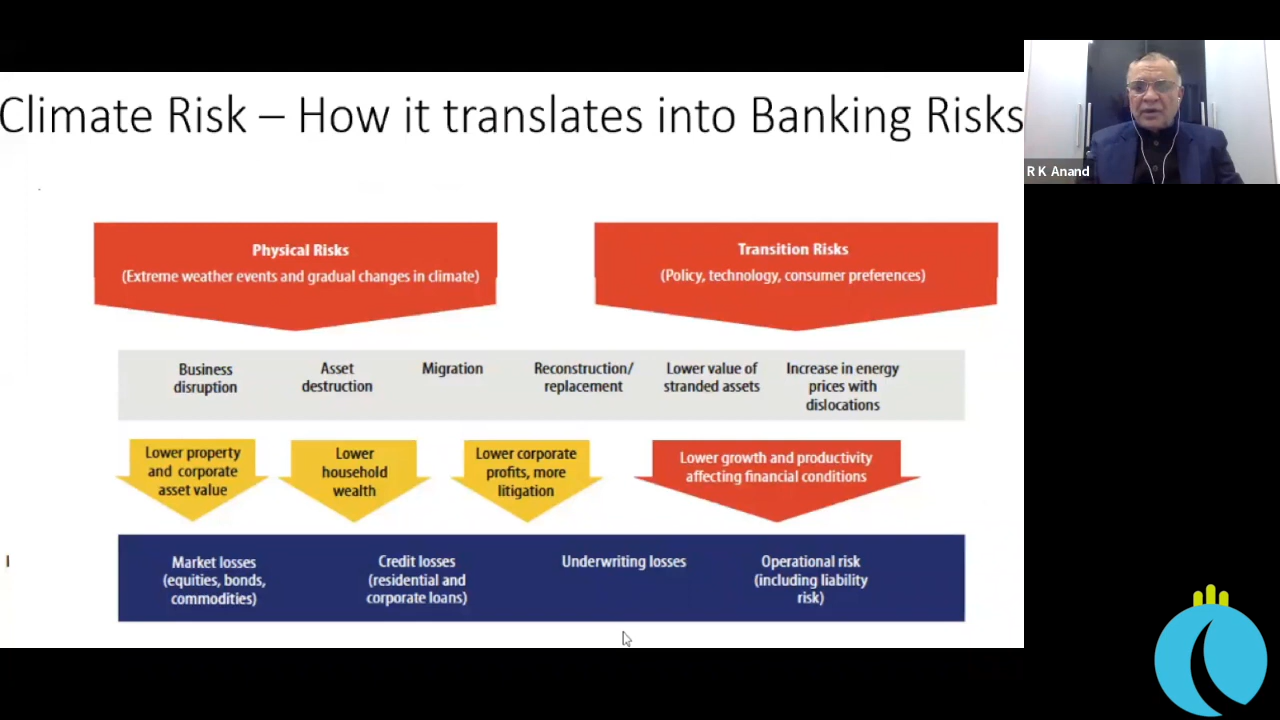 Climate Risk – How it translates into Banking Risks
R K Anand
Physical Risks
(Extreme weather events and gradual changes in climate)
Transition Risks
(Policy, technology, consumer preferences)
Business
disruption
Asset
destruction
Migration
Reconstruction/
replacement
Lower value of
stranded assets
Increase in energy
prices with
dislocations
Lower property
and corporate
asset value
Lower
household
wealth
Lower corporate
profits, more
litigation
Lower growth and productivity
affecting financial conditions
Market losses
(equities, bonds,
commodities)
Credit losses
(residential and
corporate loans)
Underwriting losses
Operational risk
(including liability
risk)